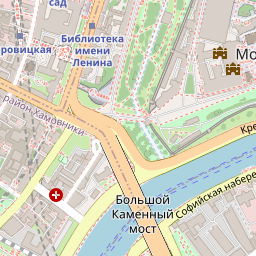 сад
ровицкая
Библиотека
имени
Ленина
Мо
район Хамовники
Кре
Большой
Каменный
мост
Софийская набере